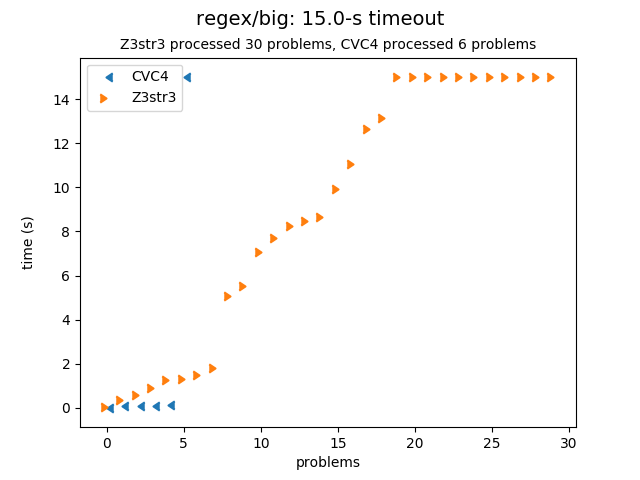 regex/big: 15.0-s timeout
Z3str3 processed 30 problems, CVC4 processed 6 problems
CVC4
Z3str3
14
12
10
8
6
4
2
0
time (s)
0 5 10 15 20 25 30
problems